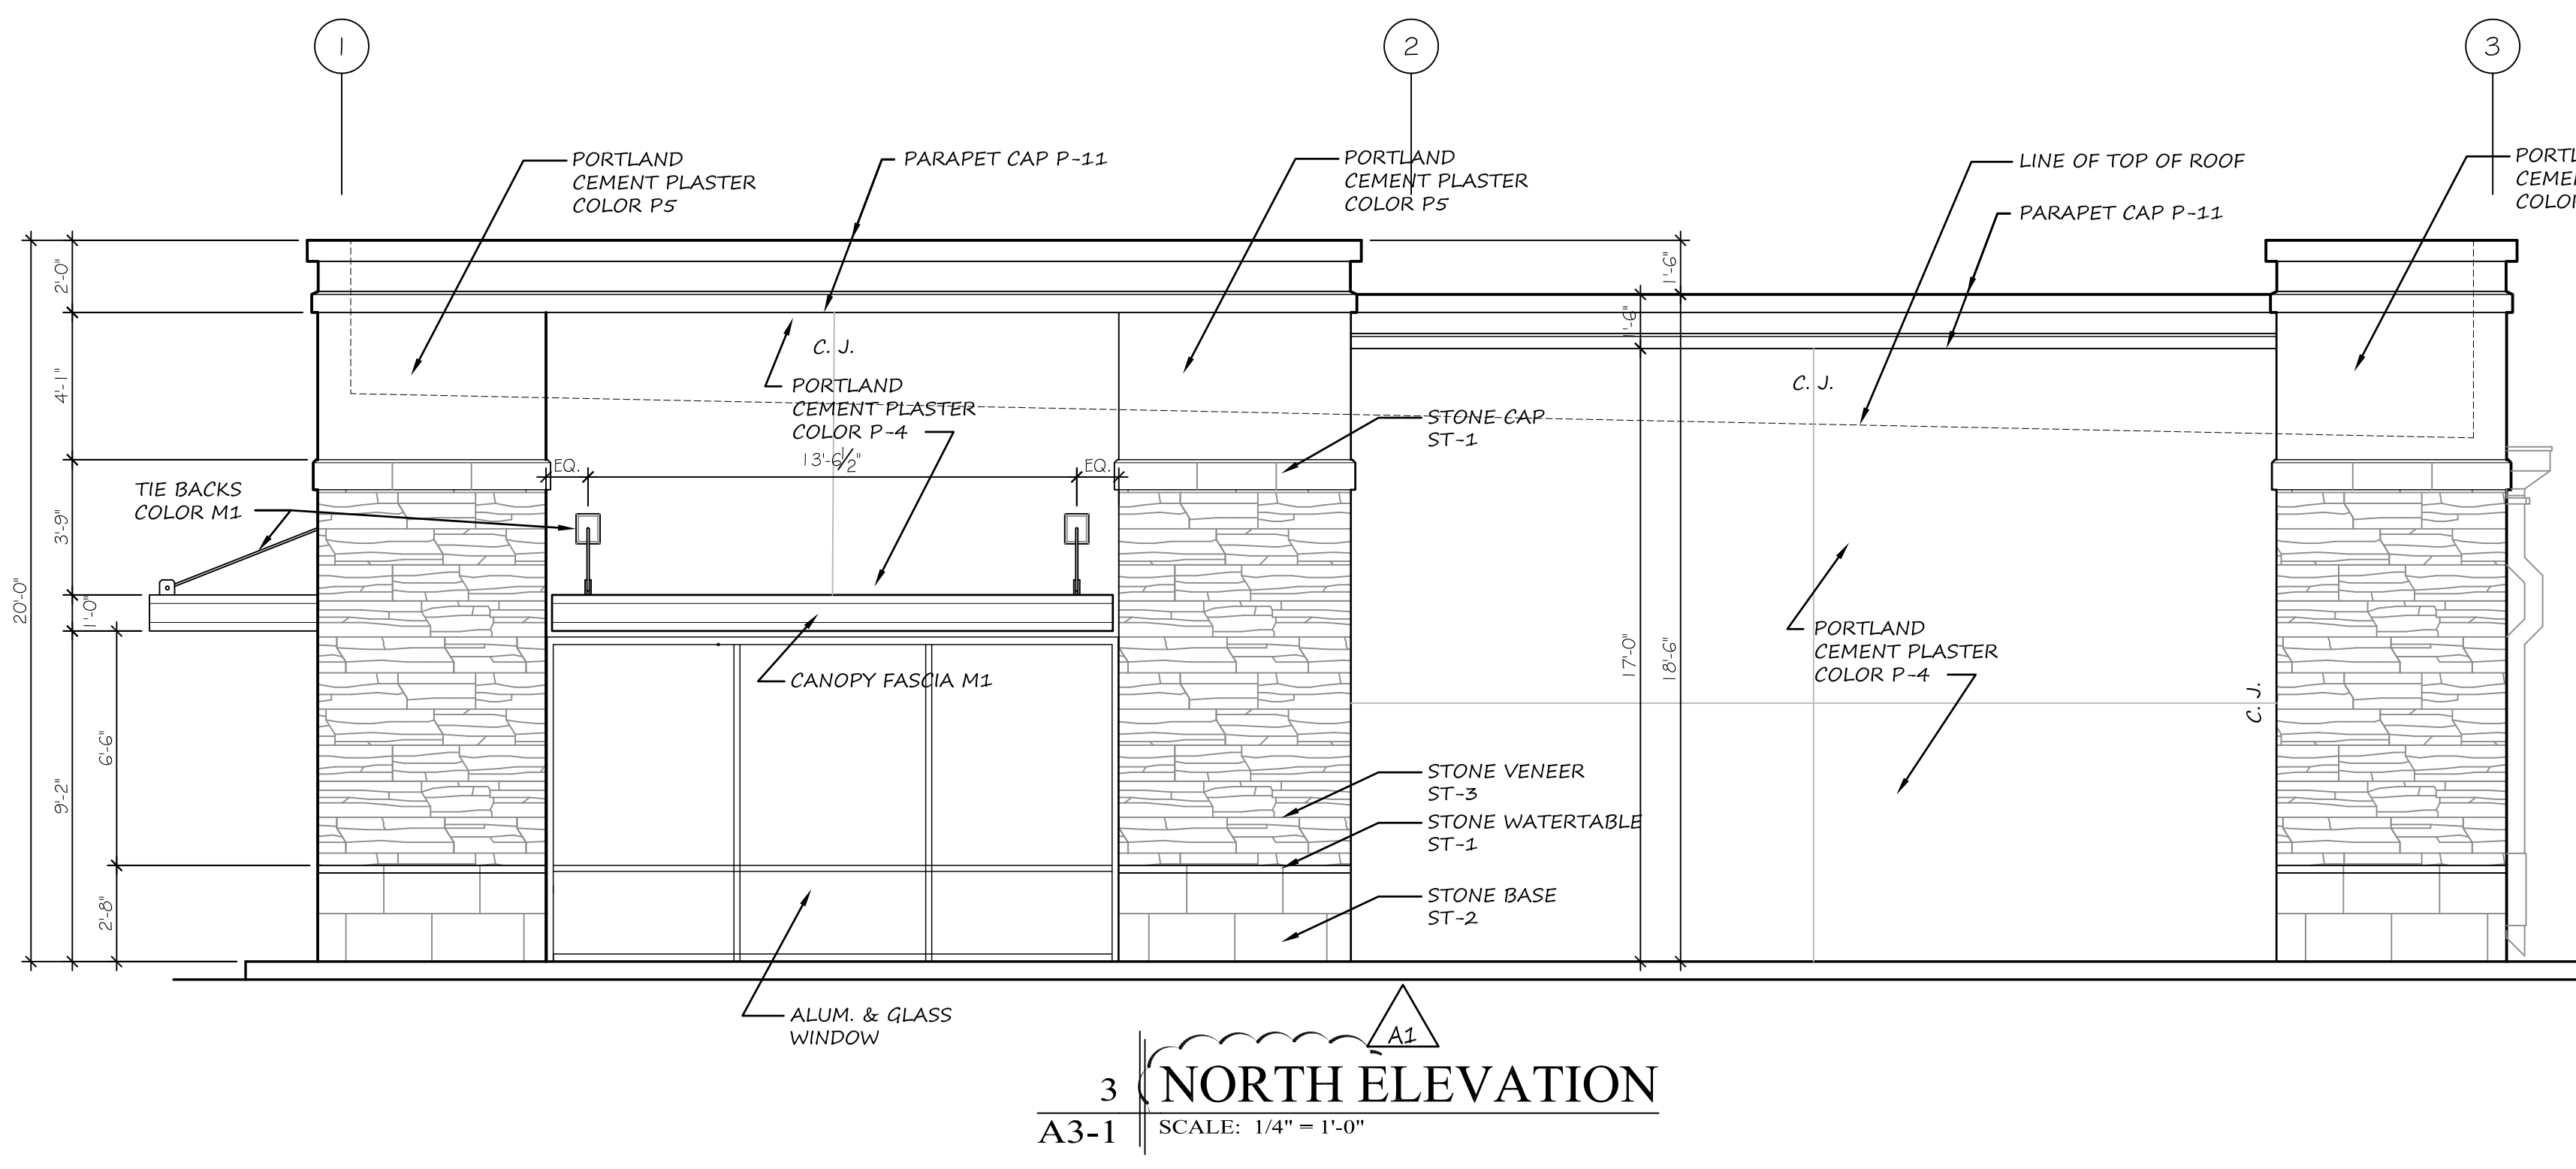 1
2
3
PORTLAND
CEMENT PLASTER
COLOR P5
PARAPET CAP P-11
PORTLAND
CEMENT PLASTER
COLOR P5
LINE OF TOP OF ROOF
PARAPET CAP P-11
PORTL
CEME
COLO
2'-0"
4'-1"
3'-9"
1'-0"
20'-0"
9'-2"
6'-6"
2'-8"
C. J.
PORTLAND
CEMENT PLASTER
COLOR P-4
EQ.
13'-6 1/2"
EQ.
TIE BACKS
COLOR M1
CANOPY FASCIA M1
ALUM. & GLASS
WINDOW
STONE CAP
ST-1
STONE VENEER
ST-3
STONE WATERTABLE
ST-1
STONE BASE
ST-2
1'-6"
1'-6"
17'-0"
18'-6"
C. J.
PORTLAND
CEMENT PLASTER
COLOR P-4
C. J.
A1
3
NORTH ELEVATION
A3-1
SCALE: 1/4" = 1'-0"